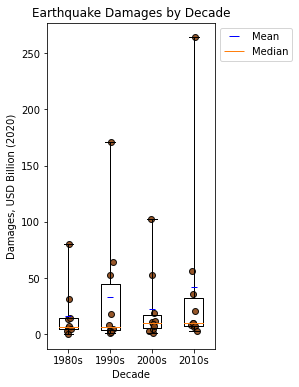 Earthquake Damages by Decade
Mean
Median
250
200
150
100
50
0
Damages, USD Billion (2020)
1980s 1990s 2000s 2010s
Decade